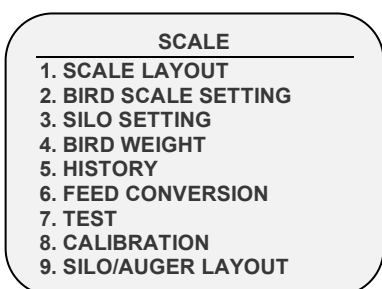 SCALE
1. SCALE LAYOUT
2. BIRD SCALE SETTING
3. SILO SETTING
4. BIRD WEIGHT
5. HISTORY
6. FEED CONVERSION
7. TEST
8. CALIBRATION
9. SILO/AUGER LAYOUT